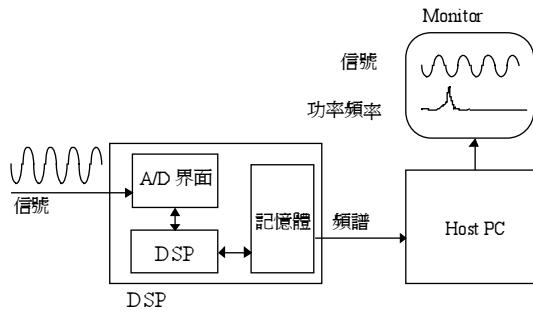 Monitor
信號
功率頻率
A/D 界面
信號
記憶體
頻譜
Host PC
DSP
DSP